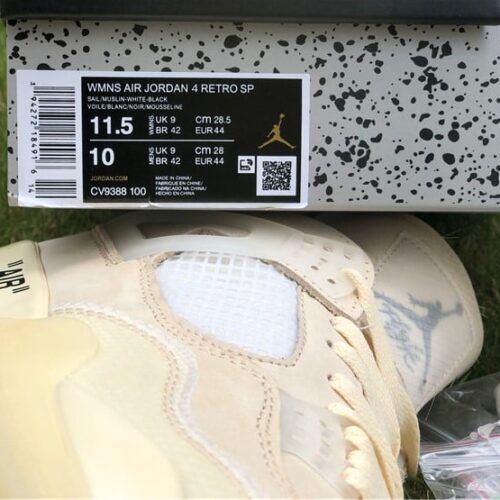 WMNS AIR JORDAN 4 RETRO SP
SAIL/MUSLIN-WHITE-BLACK
VOILE/BLANC/NOIR/MOUSSELINE
11.5 WMNS UK 9 CM 28.5
BR 42 EUR 44
10 MENS UK 9 CM 28
BR 42 EUR 44
JORDAN.COM
CV9388 100
MADE IN CHINA/
FABRIQUE EN CHINE/
FABRICADO NA CHINA/
HECHO EN CHINA
"AIR"